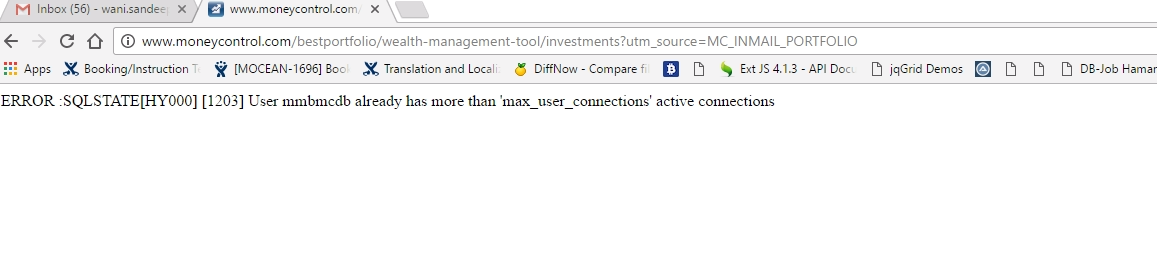 Inbox (56) - wani.sandee
www.moneycontrol.com/
www.moneycontrol.com/bestportfolio/wealth-management-tool/investments?utm_source=MC_INMAIL_PORTFOLIO
Apps Booking/Instruction T [MOCEAN-1696] Boo Translation and Locali DiffNow - Compare fi Ext JS 4.1.3 - API Docu jqGrid Demos DB-Job Hamar
ERROR :SQLSTATE[HY000] [1203] User mmbmcdb already has more than 'max_user_connections' active connections